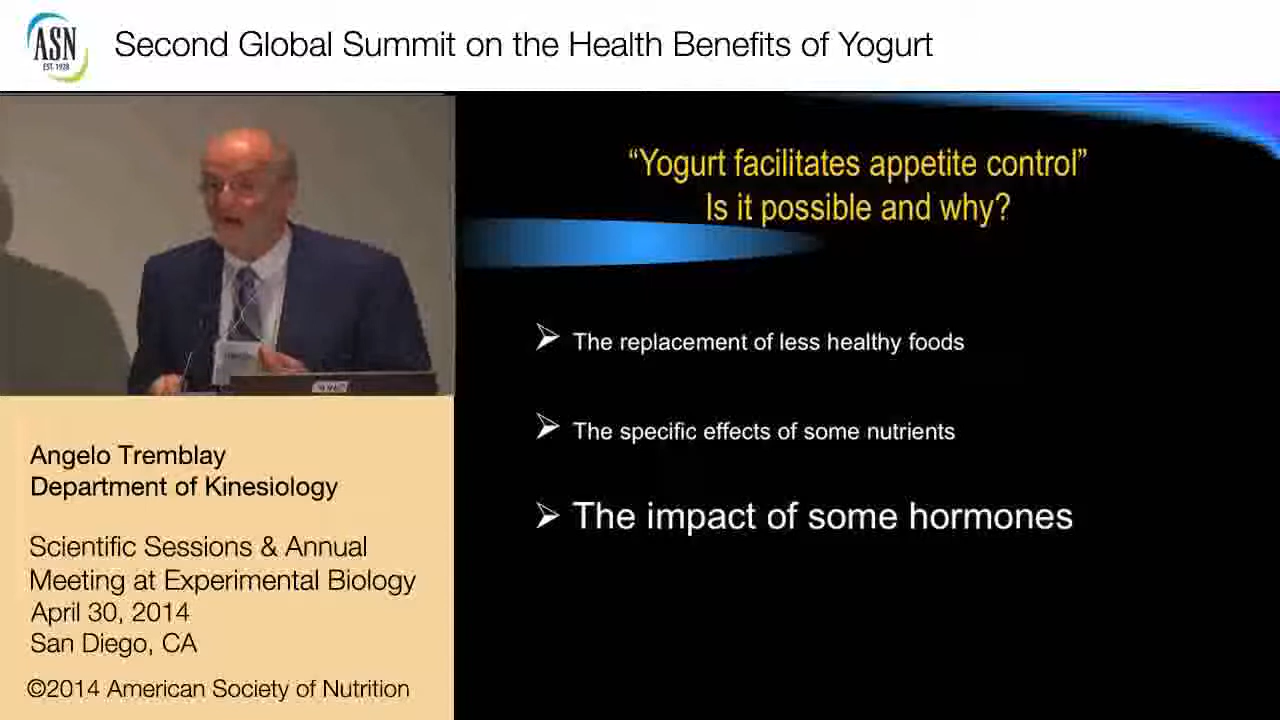 ASN
EST. 1928
Second Global Summit on the Health Benefits of Yogurt
“Yogurt facilitates appetite control”
Is it possible and why?
➢ The replacement of less healthy foods
➢ The specific effects of some nutrients
➢ The impact of some hormones
Angelo Tremblay
Department of Kinesiology
Scientific Sessions & Annual
Meeting at Experimental Biology
April 30, 2014
San Diego, CA
©2014 American Society of Nutrition